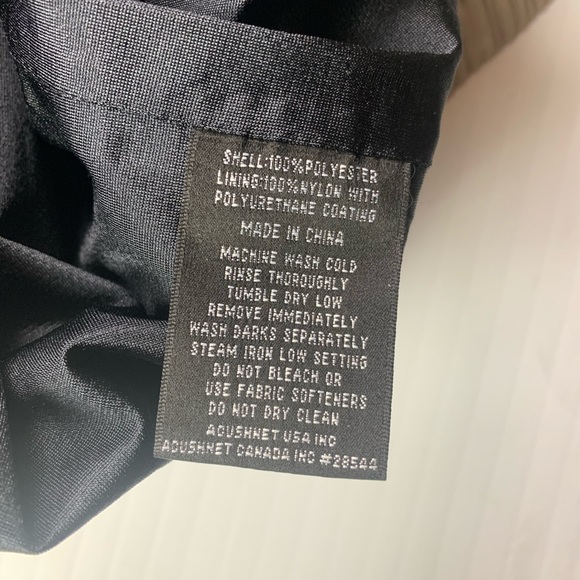 SHELL:100%POLYESTER
LINING:100%NYLON WITH
POLYURETHANE COATING
MADE IN CHINA
MACHINE WASH COLD
RINSE THOROUGHLY
TUMBLE DRY LOW
REMOVE IMMEDIATELY
WASH DARKS SEPARATELY
STEAM IRON LOW SETTING
DO NOT BLEACH OR
USE FABRIC SOFTENERS
DO NOT DRY CLEAN
ACUSHNET USA INC
ACUSHNET CANADA INC #28544